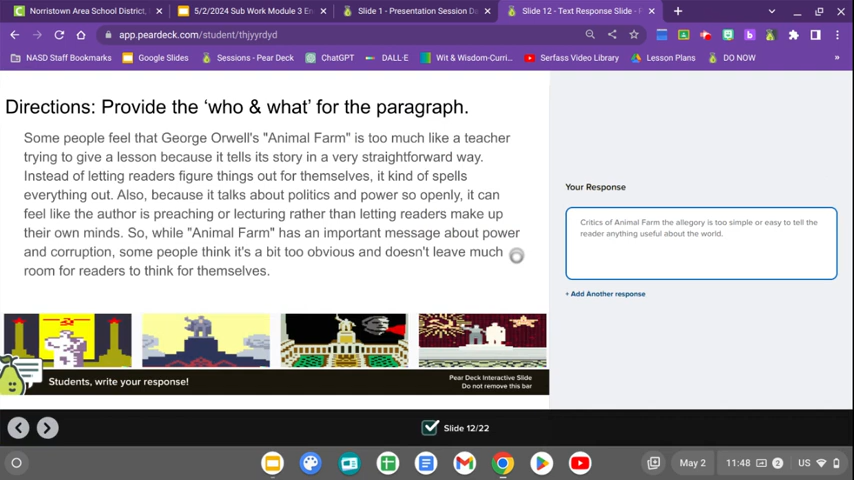 Norristown Area School District,
5/2/2024 Sub Work Module 3 En
Slide 1 - Presentation Session Da
Slide 12 - Text Response Slide - P
app.peardeck.com/student/thjyyrdyd
NASD Staff Bookmarks
Google Slides
Sessions - Pear Deck
ChatGPT
DALL·E
Wit & Wisdom-Curri...
Serfass Video Library
Lesson Plans
DO NOW
»
Directions: Provide the ‘who & what’ for the paragraph.
Some people feel that George Orwell's "Animal Farm" is too much like a teacher
trying to give a lesson because it tells its story in a very straightforward way.
Instead of letting readers figure things out for themselves, it kind of spells
everything out. Also, because it talks about politics and power so openly, it can
feel like the author is preaching or lecturing rather than letting readers make up
their own minds. So, while "Animal Farm" has an important message about power
and corruption, some people think it's a bit too obvious and doesn't leave much
room for readers to think for themselves.
Your Response
Critics of Animal Farm the allegory is too simple or easy to tell the
reader anything useful about the world.
+ Add Another response
Students, write your response!
Pear Deck Interactive Slide
Do not remove this bar
Slide 12/22
May 2
11:48
2
US